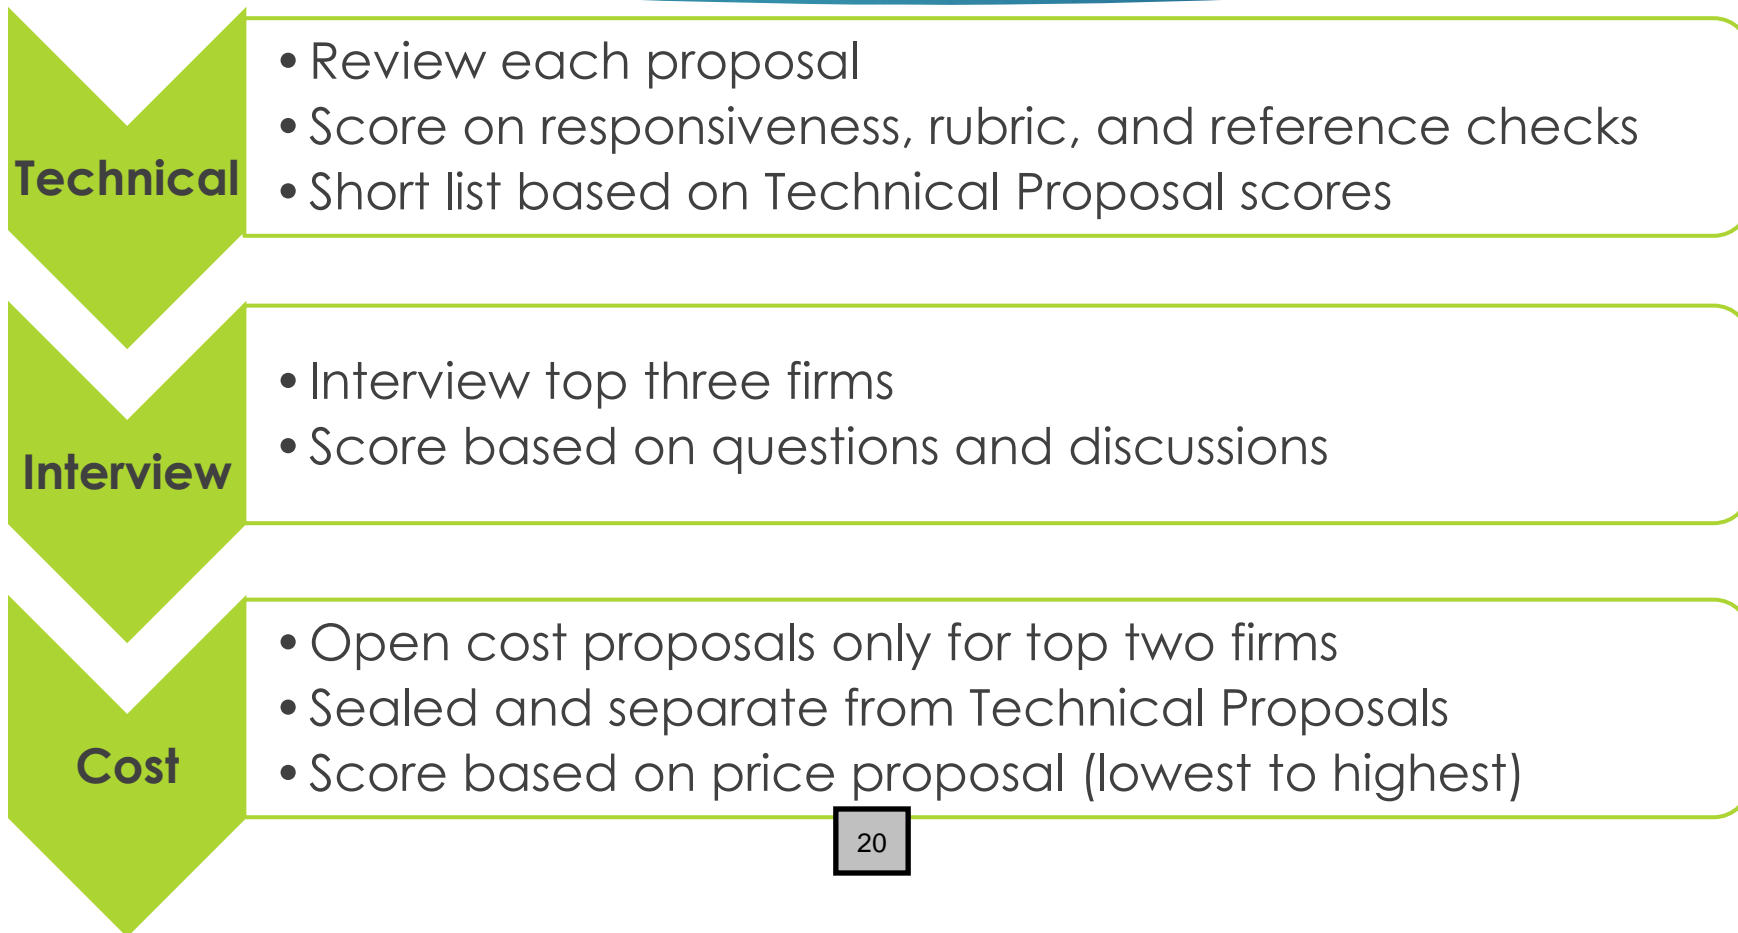 Technical
• Review each proposal
• Score on responsiveness, rubric, and reference checks
• Short list based on Technical Proposal scores
Interview
• Interview top three firms
• Score based on questions and discussions
Cost
• Open cost proposals only for top two firms
• Sealed and separate from Technical Proposals
• Score based on price proposal (lowest to highest)
20